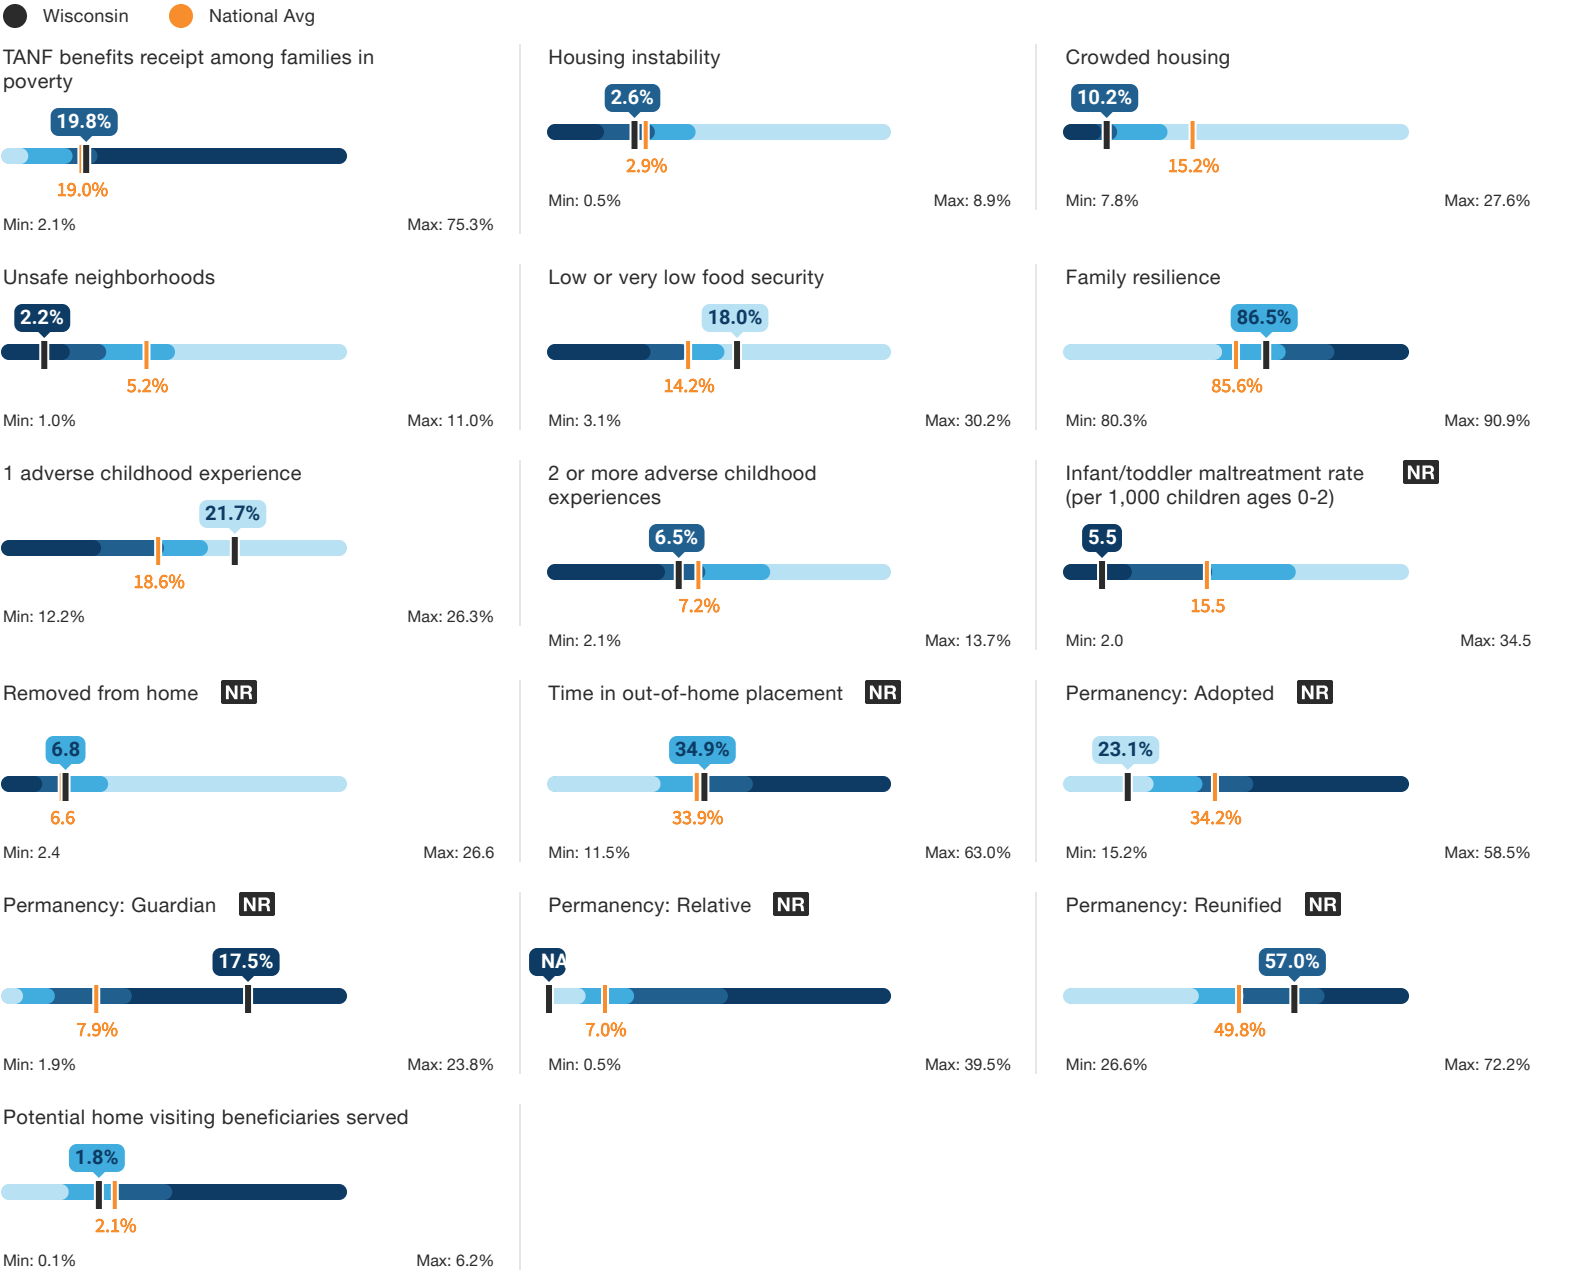 Wisconsin
National Avg
TANF benefits receipt among families in
poverty
19.8%
19.0%
Min: 2.1%
Max: 75.3%
Housing instability
2.6%
2.9%
Min: 0.5%
Max: 8.9%
Crowded housing
10.2%
15.2%
Min: 7.8%
Max: 27.6%
Unsafe neighborhoods
2.2%
5.2%
Min: 1.0%
Max: 11.0%
Low or very low food security
18.0%
14.2%
Min: 3.1%
Max: 30.2%
Family resilience
86.5%
85.6%
Min: 80.3%
Max: 90.9%
1 adverse childhood experience
21.7%
18.6%
Min: 12.2%
Max: 26.3%
2 or more adverse childhood
experiences
6.5%
7.2%
Min: 2.1%
Max: 13.7%
Infant/toddler maltreatment rate NR
(per 1,000 children ages 0-2)
5.5
15.5
Min: 2.0
Max: 34.5
Removed from home NR
6.8
6.6
Min: 2.4
Max: 26.6
Time in out-of-home placement NR
34.9%
33.9%
Min: 11.5%
Max: 63.0%
Permanency: Adopted NR
23.1%
34.2%
Min: 15.2%
Max: 58.5%
Permanency: Guardian NR
17.5%
7.9%
Min: 1.9%
Max: 23.8%
Permanency: Relative NR
NA
7.0%
Min: 0.5%
Max: 39.5%
Permanency: Reunified NR
57.0%
49.8%
Min: 26.6%
Max: 72.2%
Potential home visiting beneficiaries served
1.8%
2.1%
Min: 0.1%
Max: 6.2%